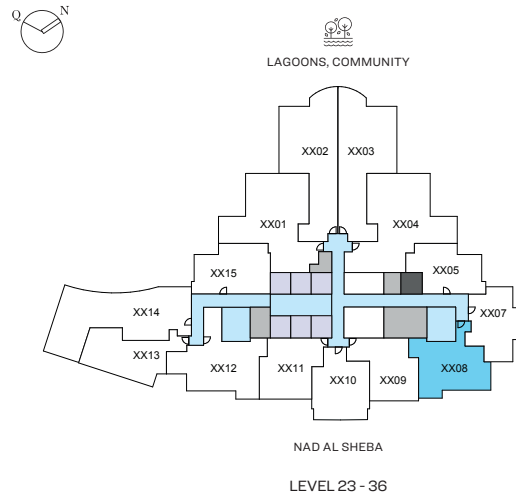 Q N
LAGOONS, COMMUNITY
XX02 XX03
XX01 XX04
XX15 XX05
XX14 XX07
XX13 XX12 XX11 XX10 XX09 XX08
NAD AL SHEBA
LEVEL 23 - 36